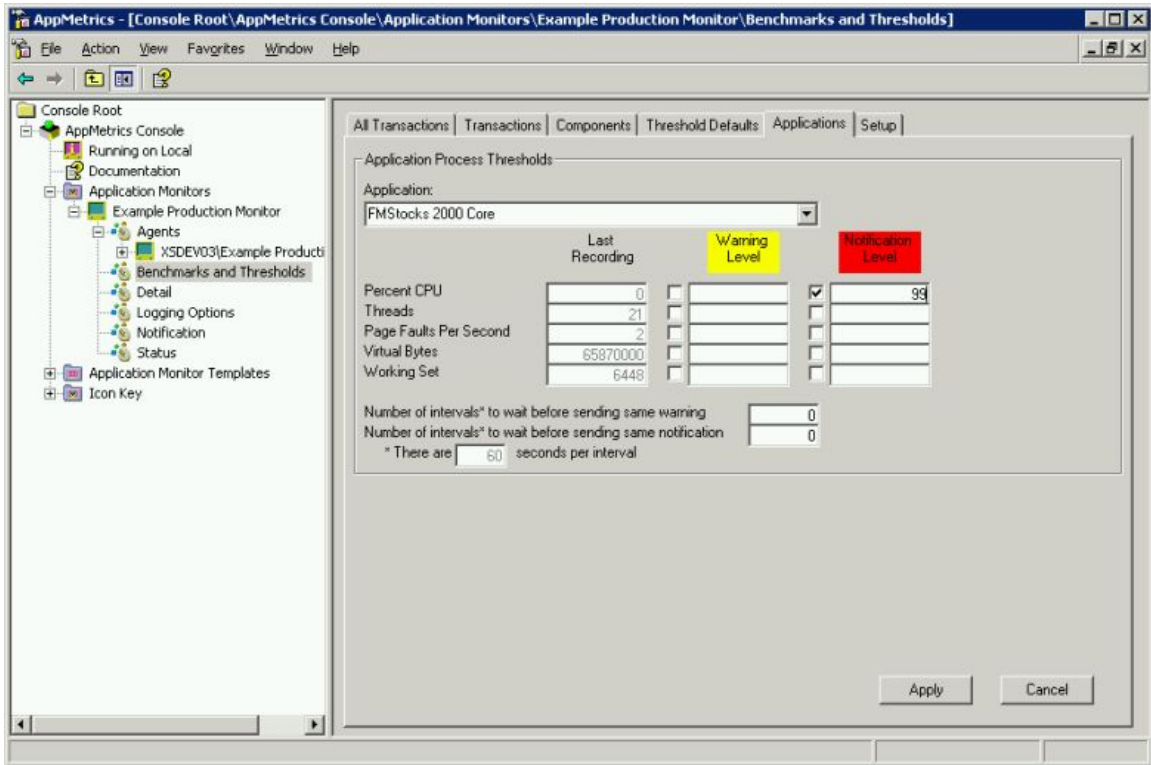 AppMetrics - [Console Root\AppMetrics Console\Application Monitors\Example Production Monitor\Benchmarks and Thresholds]
File Action View Favorites Window Help
Console Root
AppMetrics Console
Running on Local
Documentation
Application Monitors
Example Production Monitor
Agents
XSDEV03\Example Producti
Benchmarks and Thresholds
Detail
Logging Options
Notification
Status
Application Monitor Templates
Icon Key
All Transactions Transactions Components Threshold Defaults Applications Setup
Application Process Thresholds
Application:
FMStocks 2000 Core
Last Recording Warning Level Notification Level
Percent CPU 0 99
Threads 21
Page Faults Per Second 2
Virtual Bytes 65870000
Working Set 6448
Number of intervals* to wait before sending same warning 0
Number of intervals* to wait before sending same notification 0
* There are 60 seconds per interval
Apply Cancel